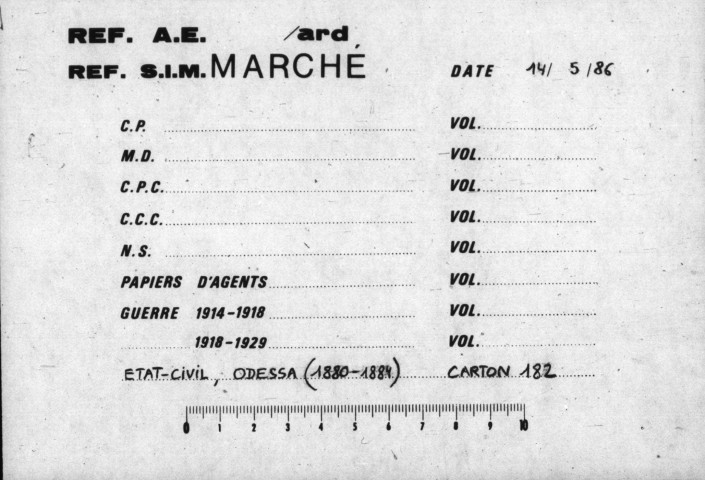 REF. A.E. /ard
REF. S.I.M. MARCHÉ DATE 14/ 5 /86
C.P. VOL.
M.D. VOL.
C.P.C. VOL.
C.C.C. VOL.
N.S. VOL.
PAPIERS D'AGENTS VOL.
GUERRE 1914-1918 VOL.
1918-1929 VOL.
ETAT-CIVIL, ODESSA (1880-1884) CARTON 182
0 1 2 3 4 5 6 7 8 9 10